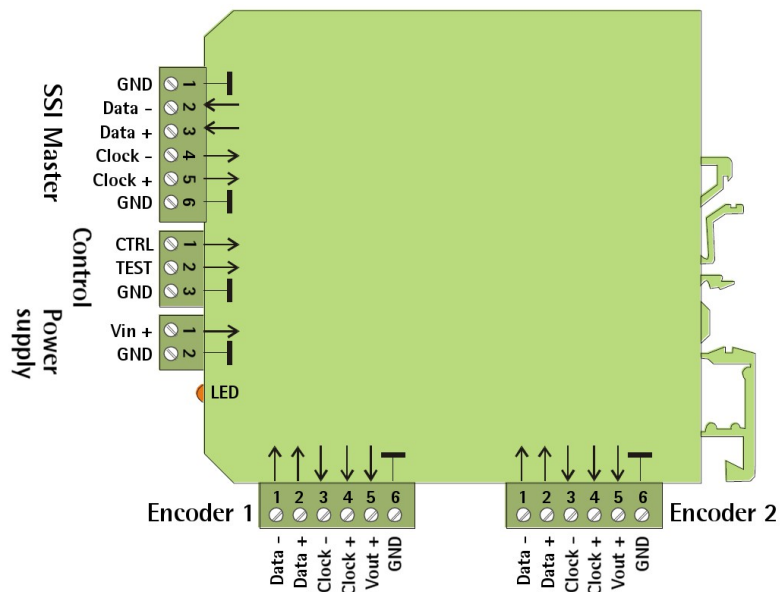 SSI Master
GND 1
Data - 2
Data + 3
Clock - 4
Clock + 5
GND 6
Control
CTRL 1
TEST 2
GND 3
Power
supply
Vin + 1
GND 2
LED
Encoder 1
1 2 3 4 5 6
Data -
Data +
Clock -
Clock +
Vout +
GND
Encoder 2
1 2 3 4 5 6
Data -
Data +
Clock -
Clock +
Vout +
GND